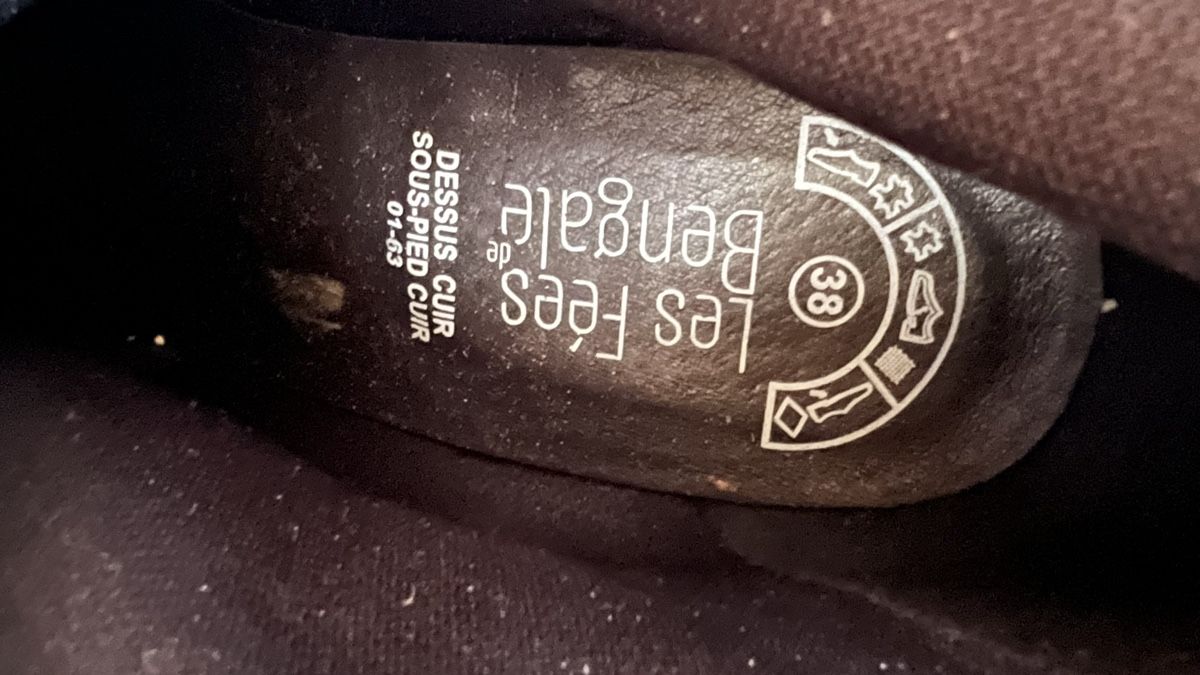 38
Les Fées
de
Bengale
DESSUS CUIR
SOUS-PIED CUIR
01-63